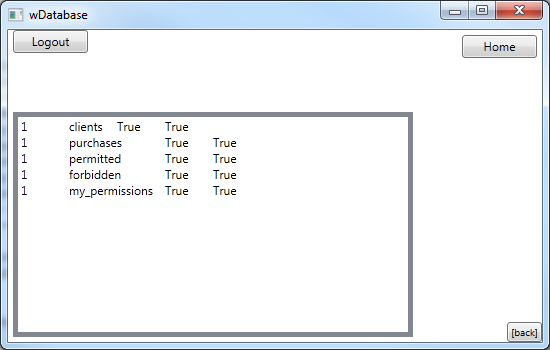 wDatabase
Logout
Home
1 clients True True
1 purchases True True
1 permitted True True
1 forbidden True True
1 my_permissions True True
[back]